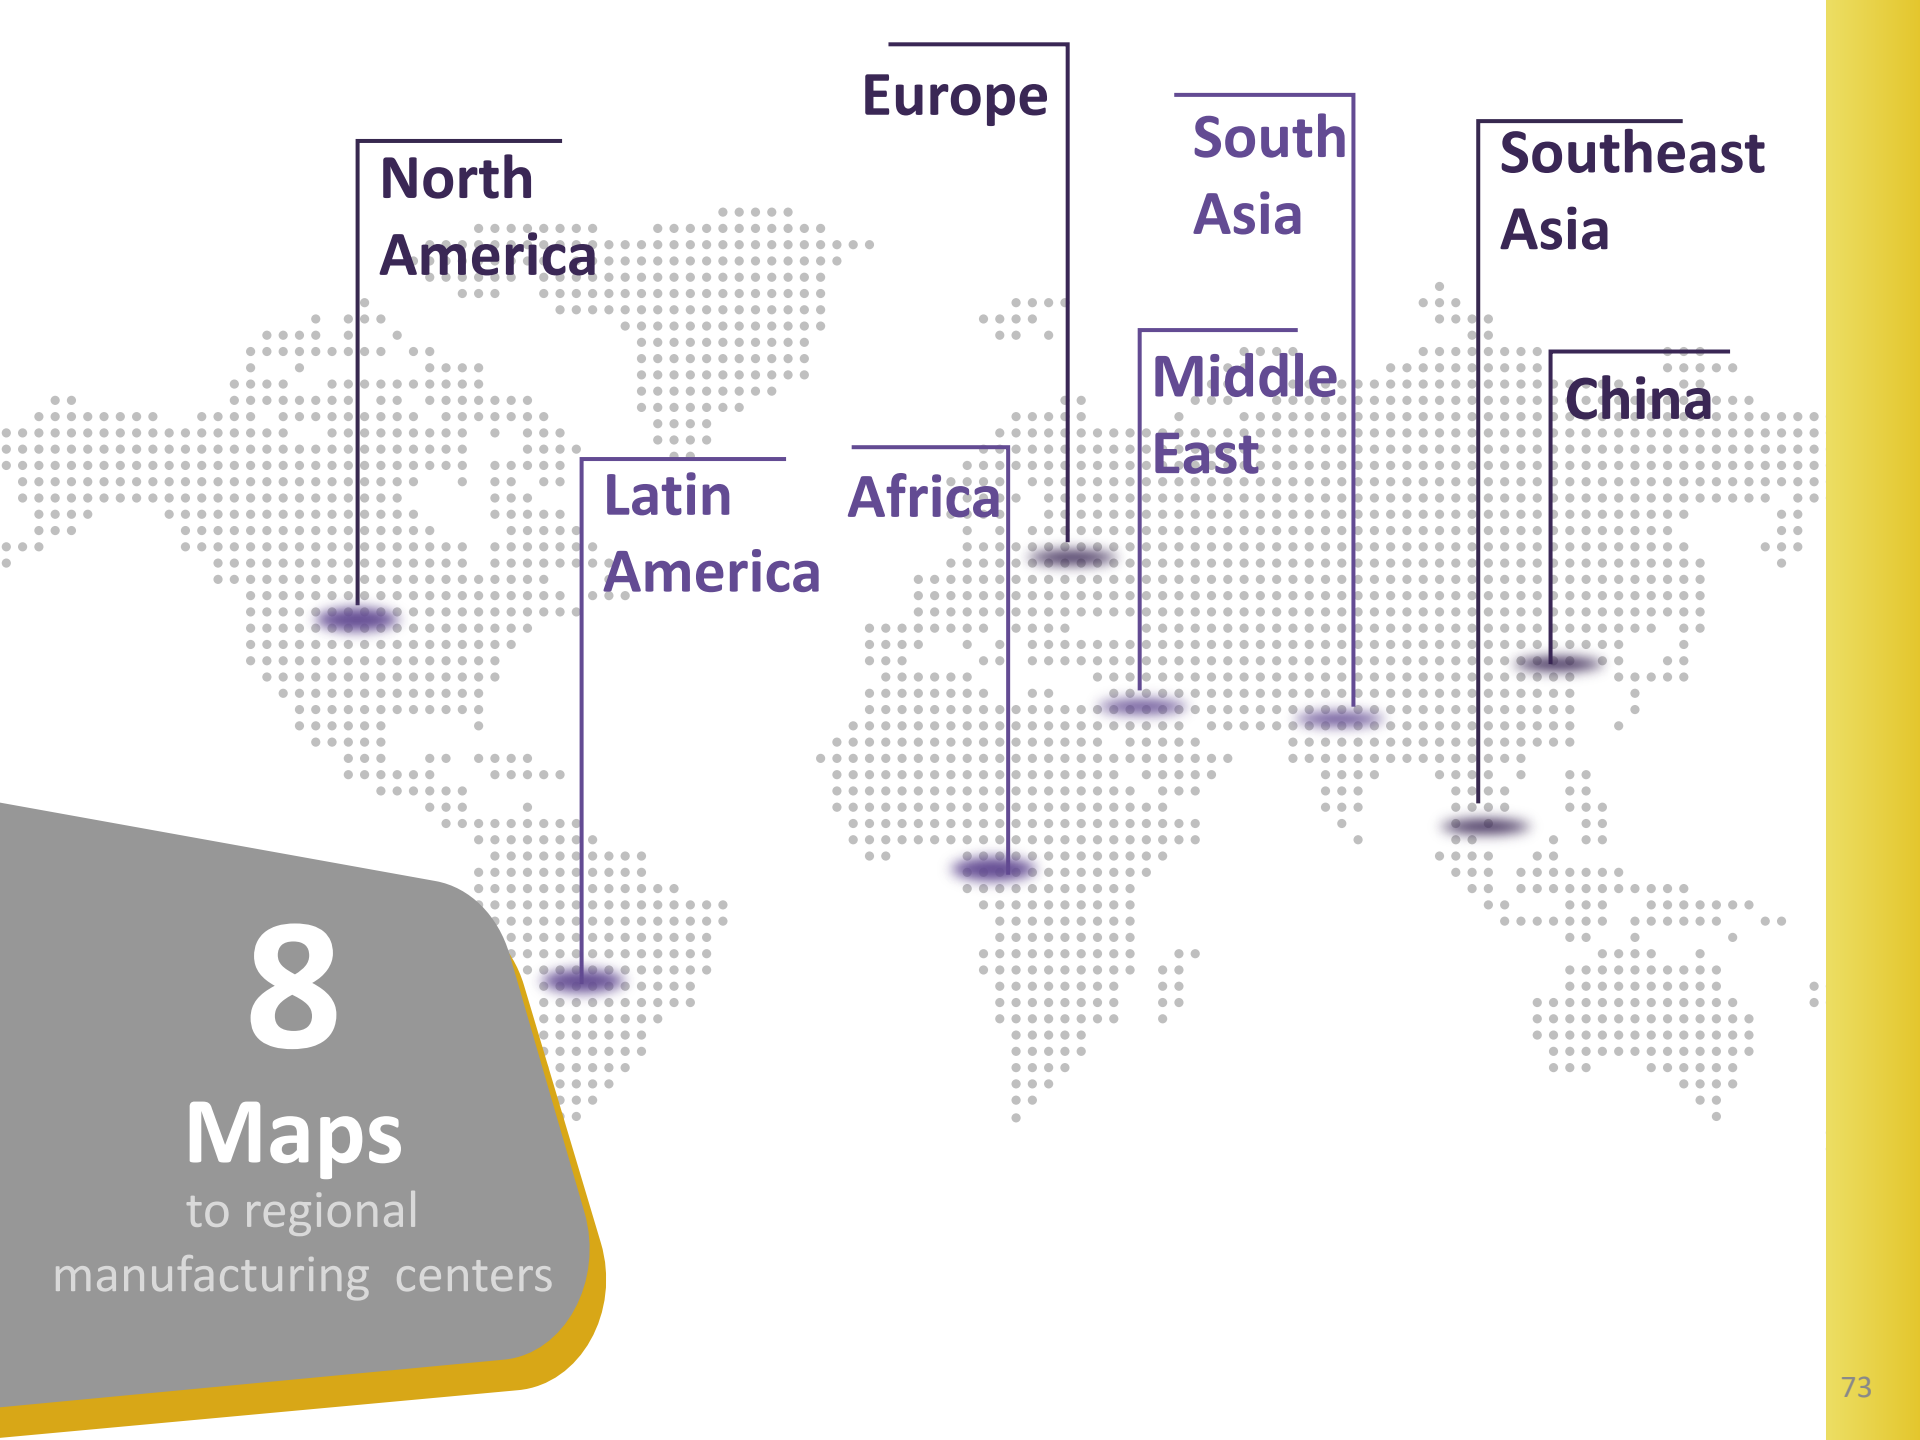 Europe
South
Asia
Southeast
Asia
North
America
Middle
East
China
Latin
America
Africa
8
Maps
to regional
manufacturing  centers
73